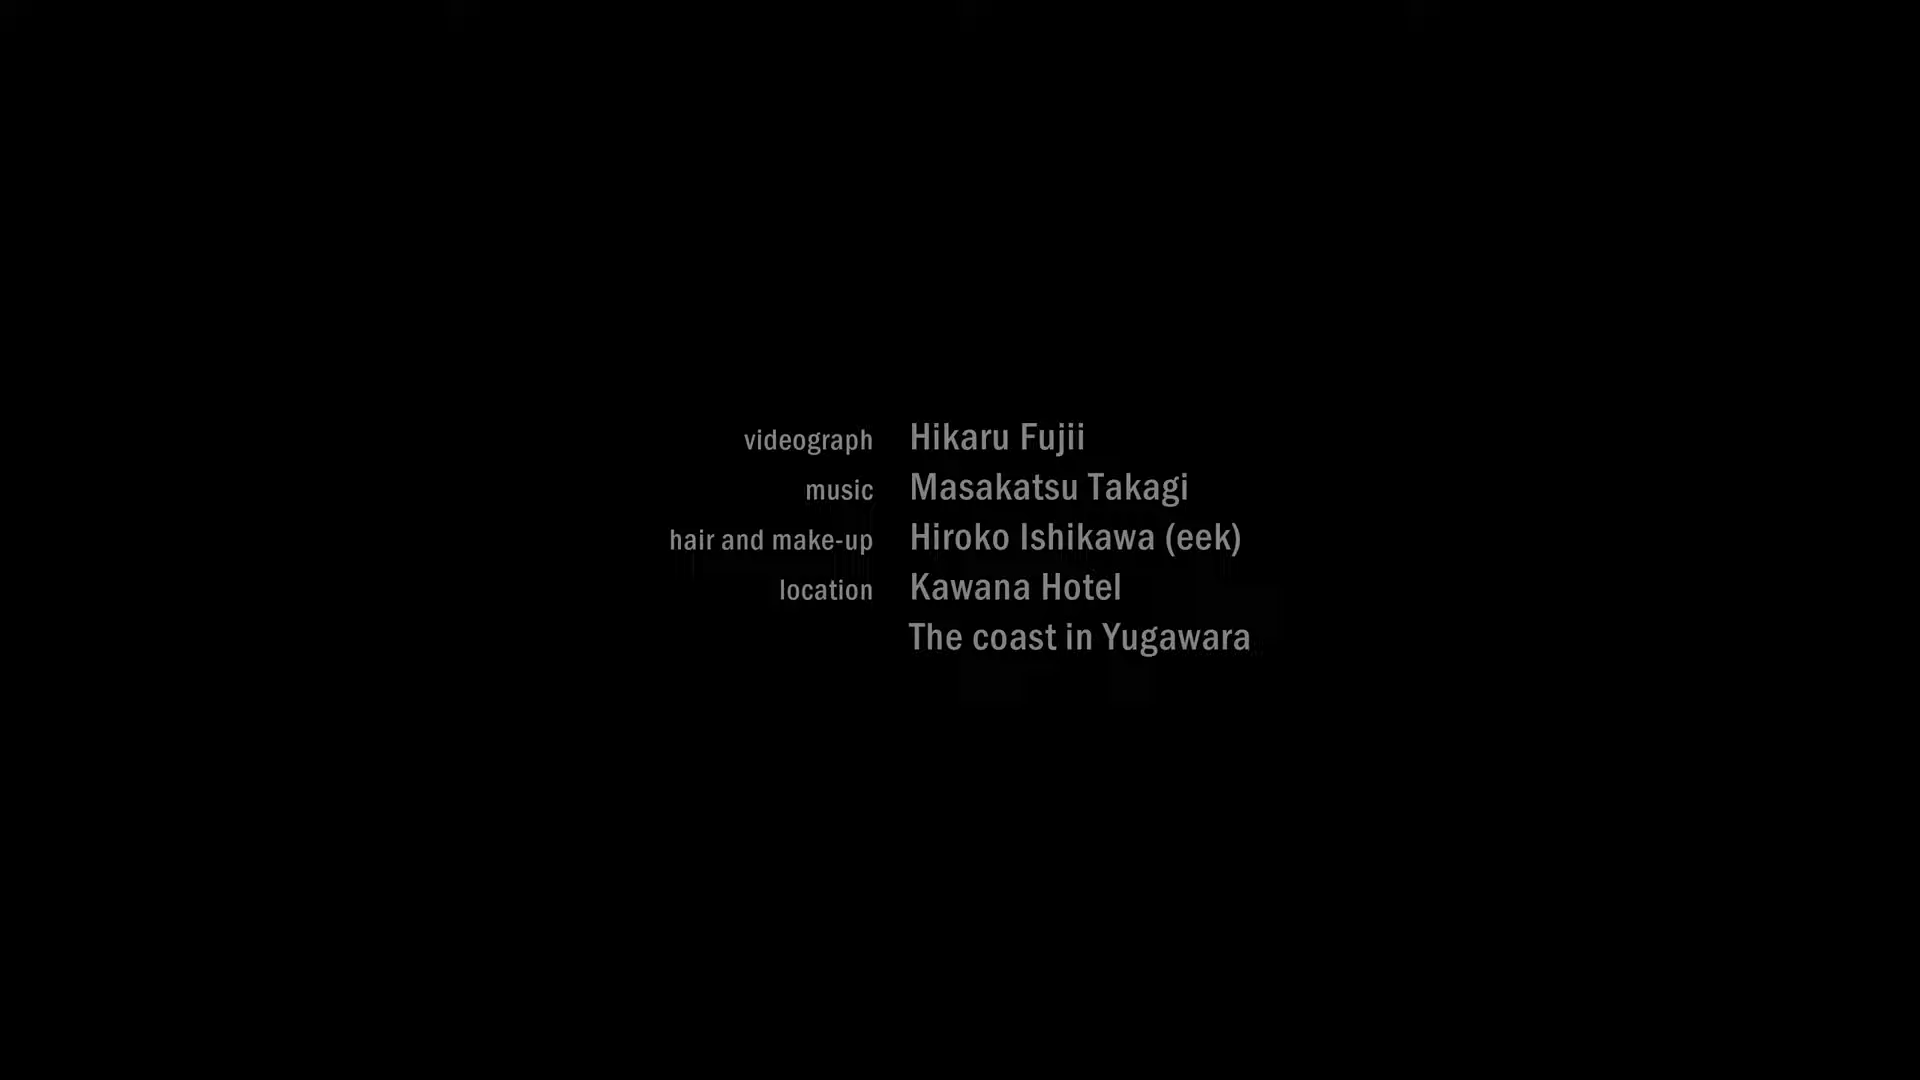 videograph Hikaru Fujii
music Masakatsu Takagi
hair and make-up Hiroko Ishikawa (eek)
location Kawana Hotel
The coast in Yugawara